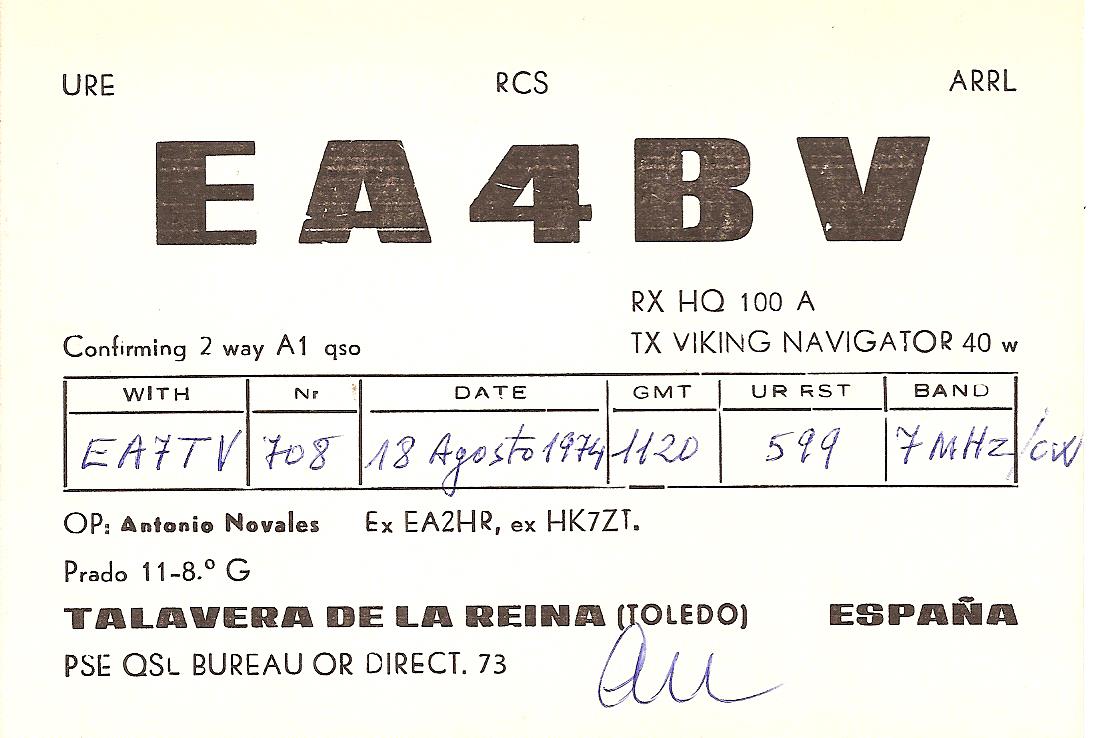 URE RCS ARRL
EA4BV
RX HQ 100 A
Confirming 2 way A1 qso TX VIKING NAVIGATOR 40 w
WITH Nr DATE GMT UR RST BAND
EA7TV 708 18 Agosto 1974 1120 599 7 MHz/cw
OP: Antonio Novales Ex EA2HR, ex HK7ZT.
Prado 11-8.º G
TALAVERA DE LA REINA (TOLEDO) ESPAÑA
PSE QSL BUREAU OR DIRECT. 73